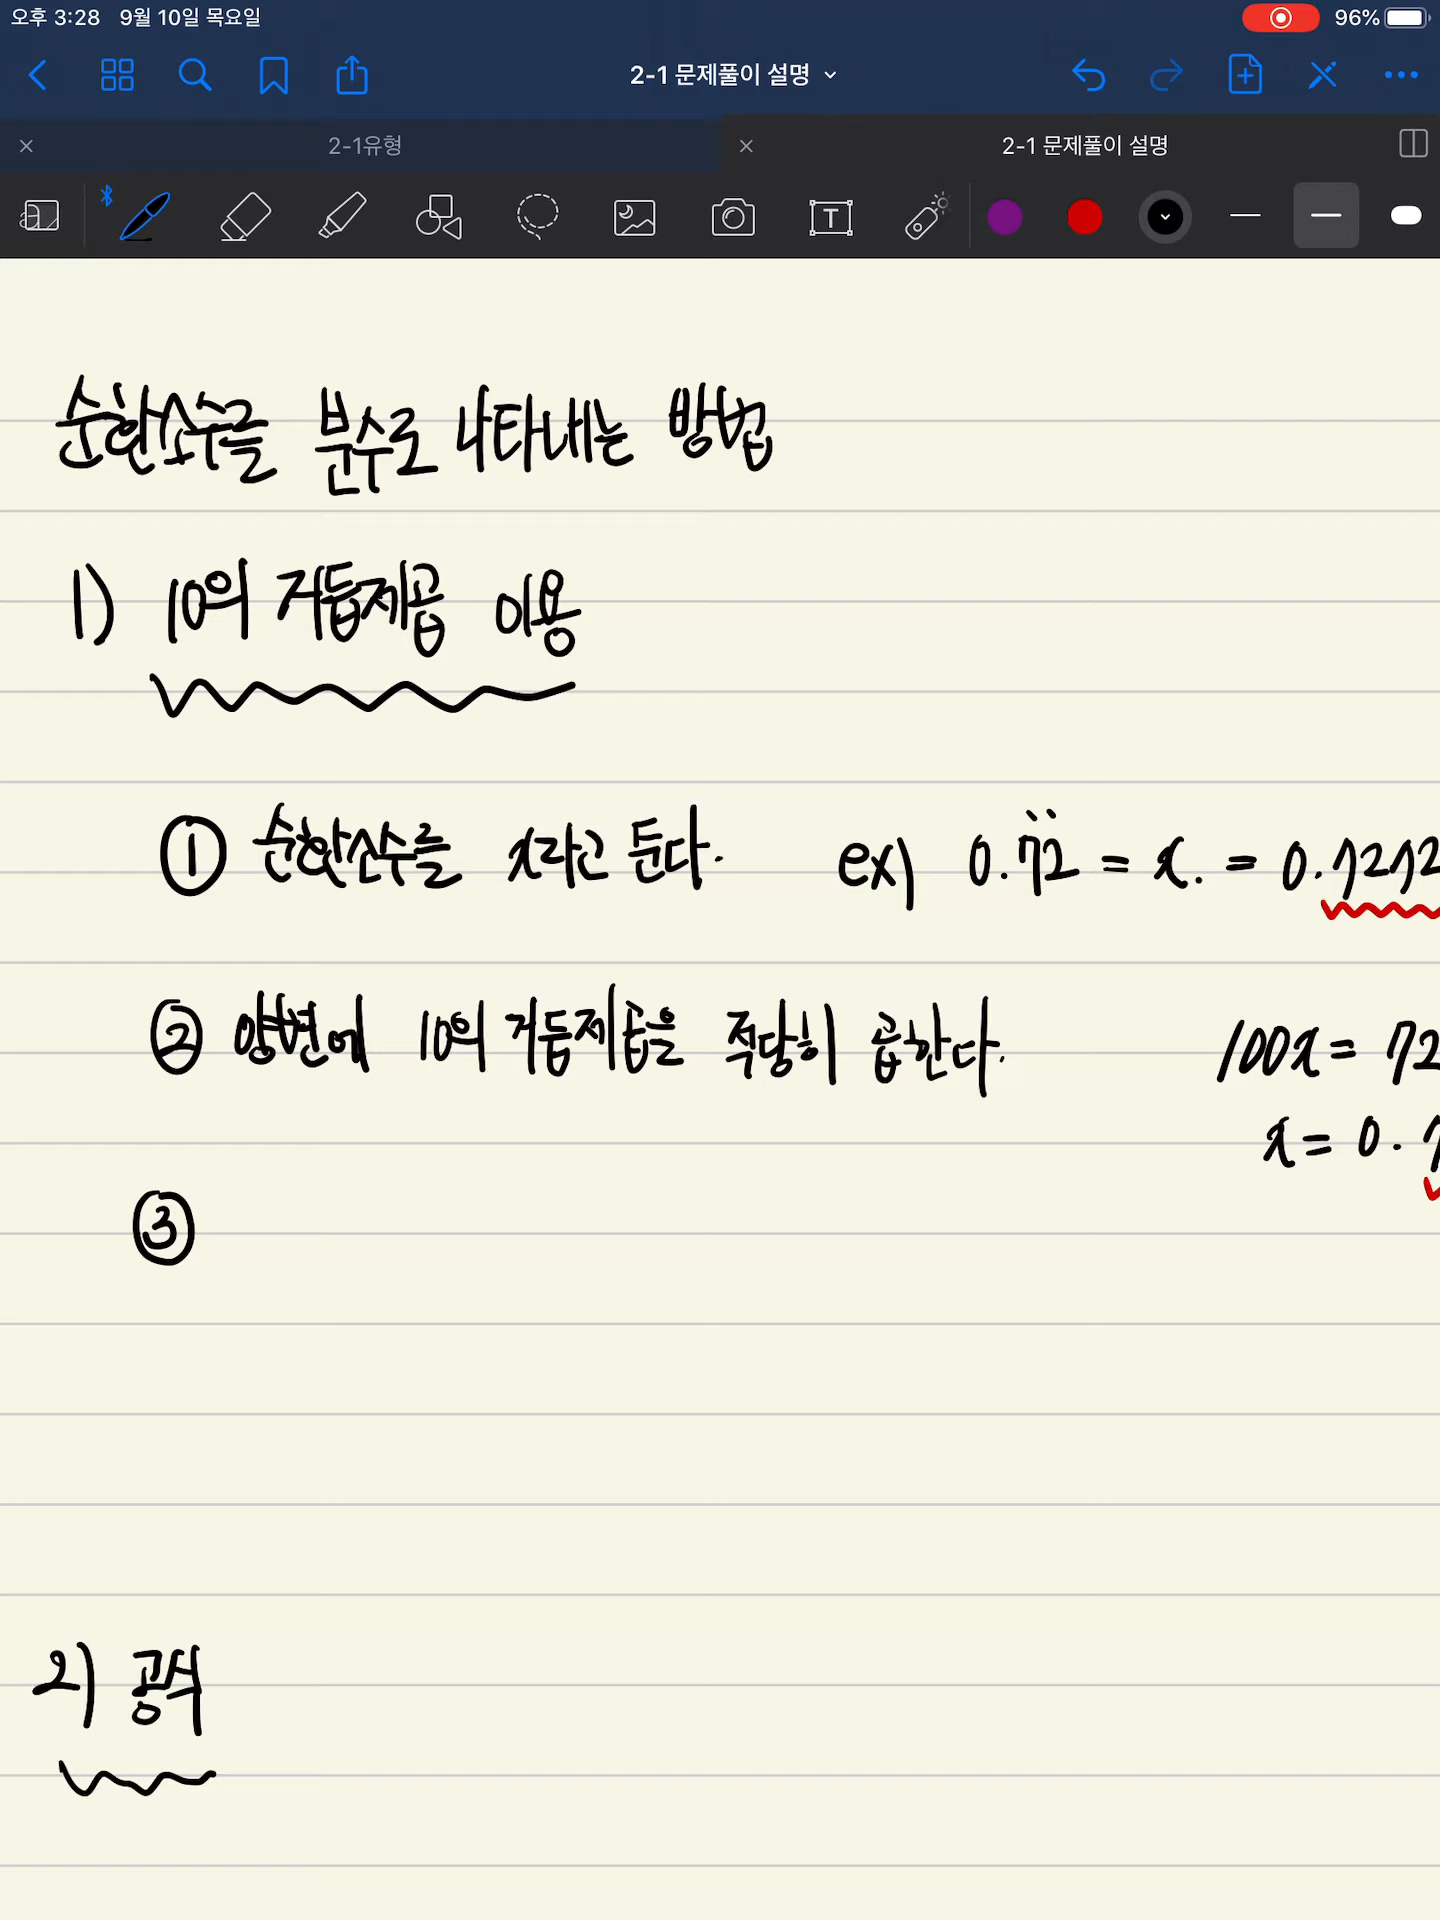 오후 3:28 9월 10일 목요일 96%
2-1 문제풀이 설명
2-1유형 2-1 문제풀이 설명
순환소수를 분수로 나타내는 방법
1) 10의 거듭제곱 이용
① 순환소수를 x라고 둔다. ex) 0.7̇2̇ = x. = 0.7272
② 양변에 10의 거듭제곱을 적당히 곱한다. 100x = 72
x = 0.7
③
2) 공식